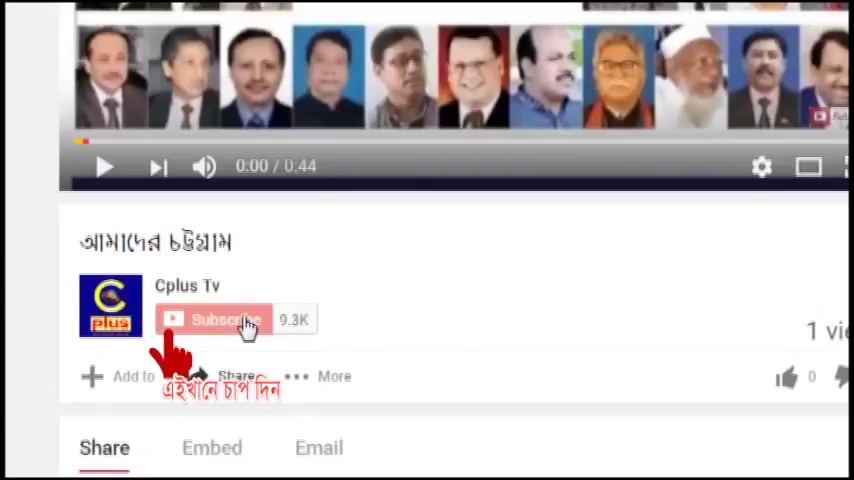 0:00 / 0:44
আমাদের চট্টগ্রাম
Cplus Tv
C plus
Subscribe 9.3K
1
Add to Share More 0
এইখানে চাপ দিন
Share Embed Email